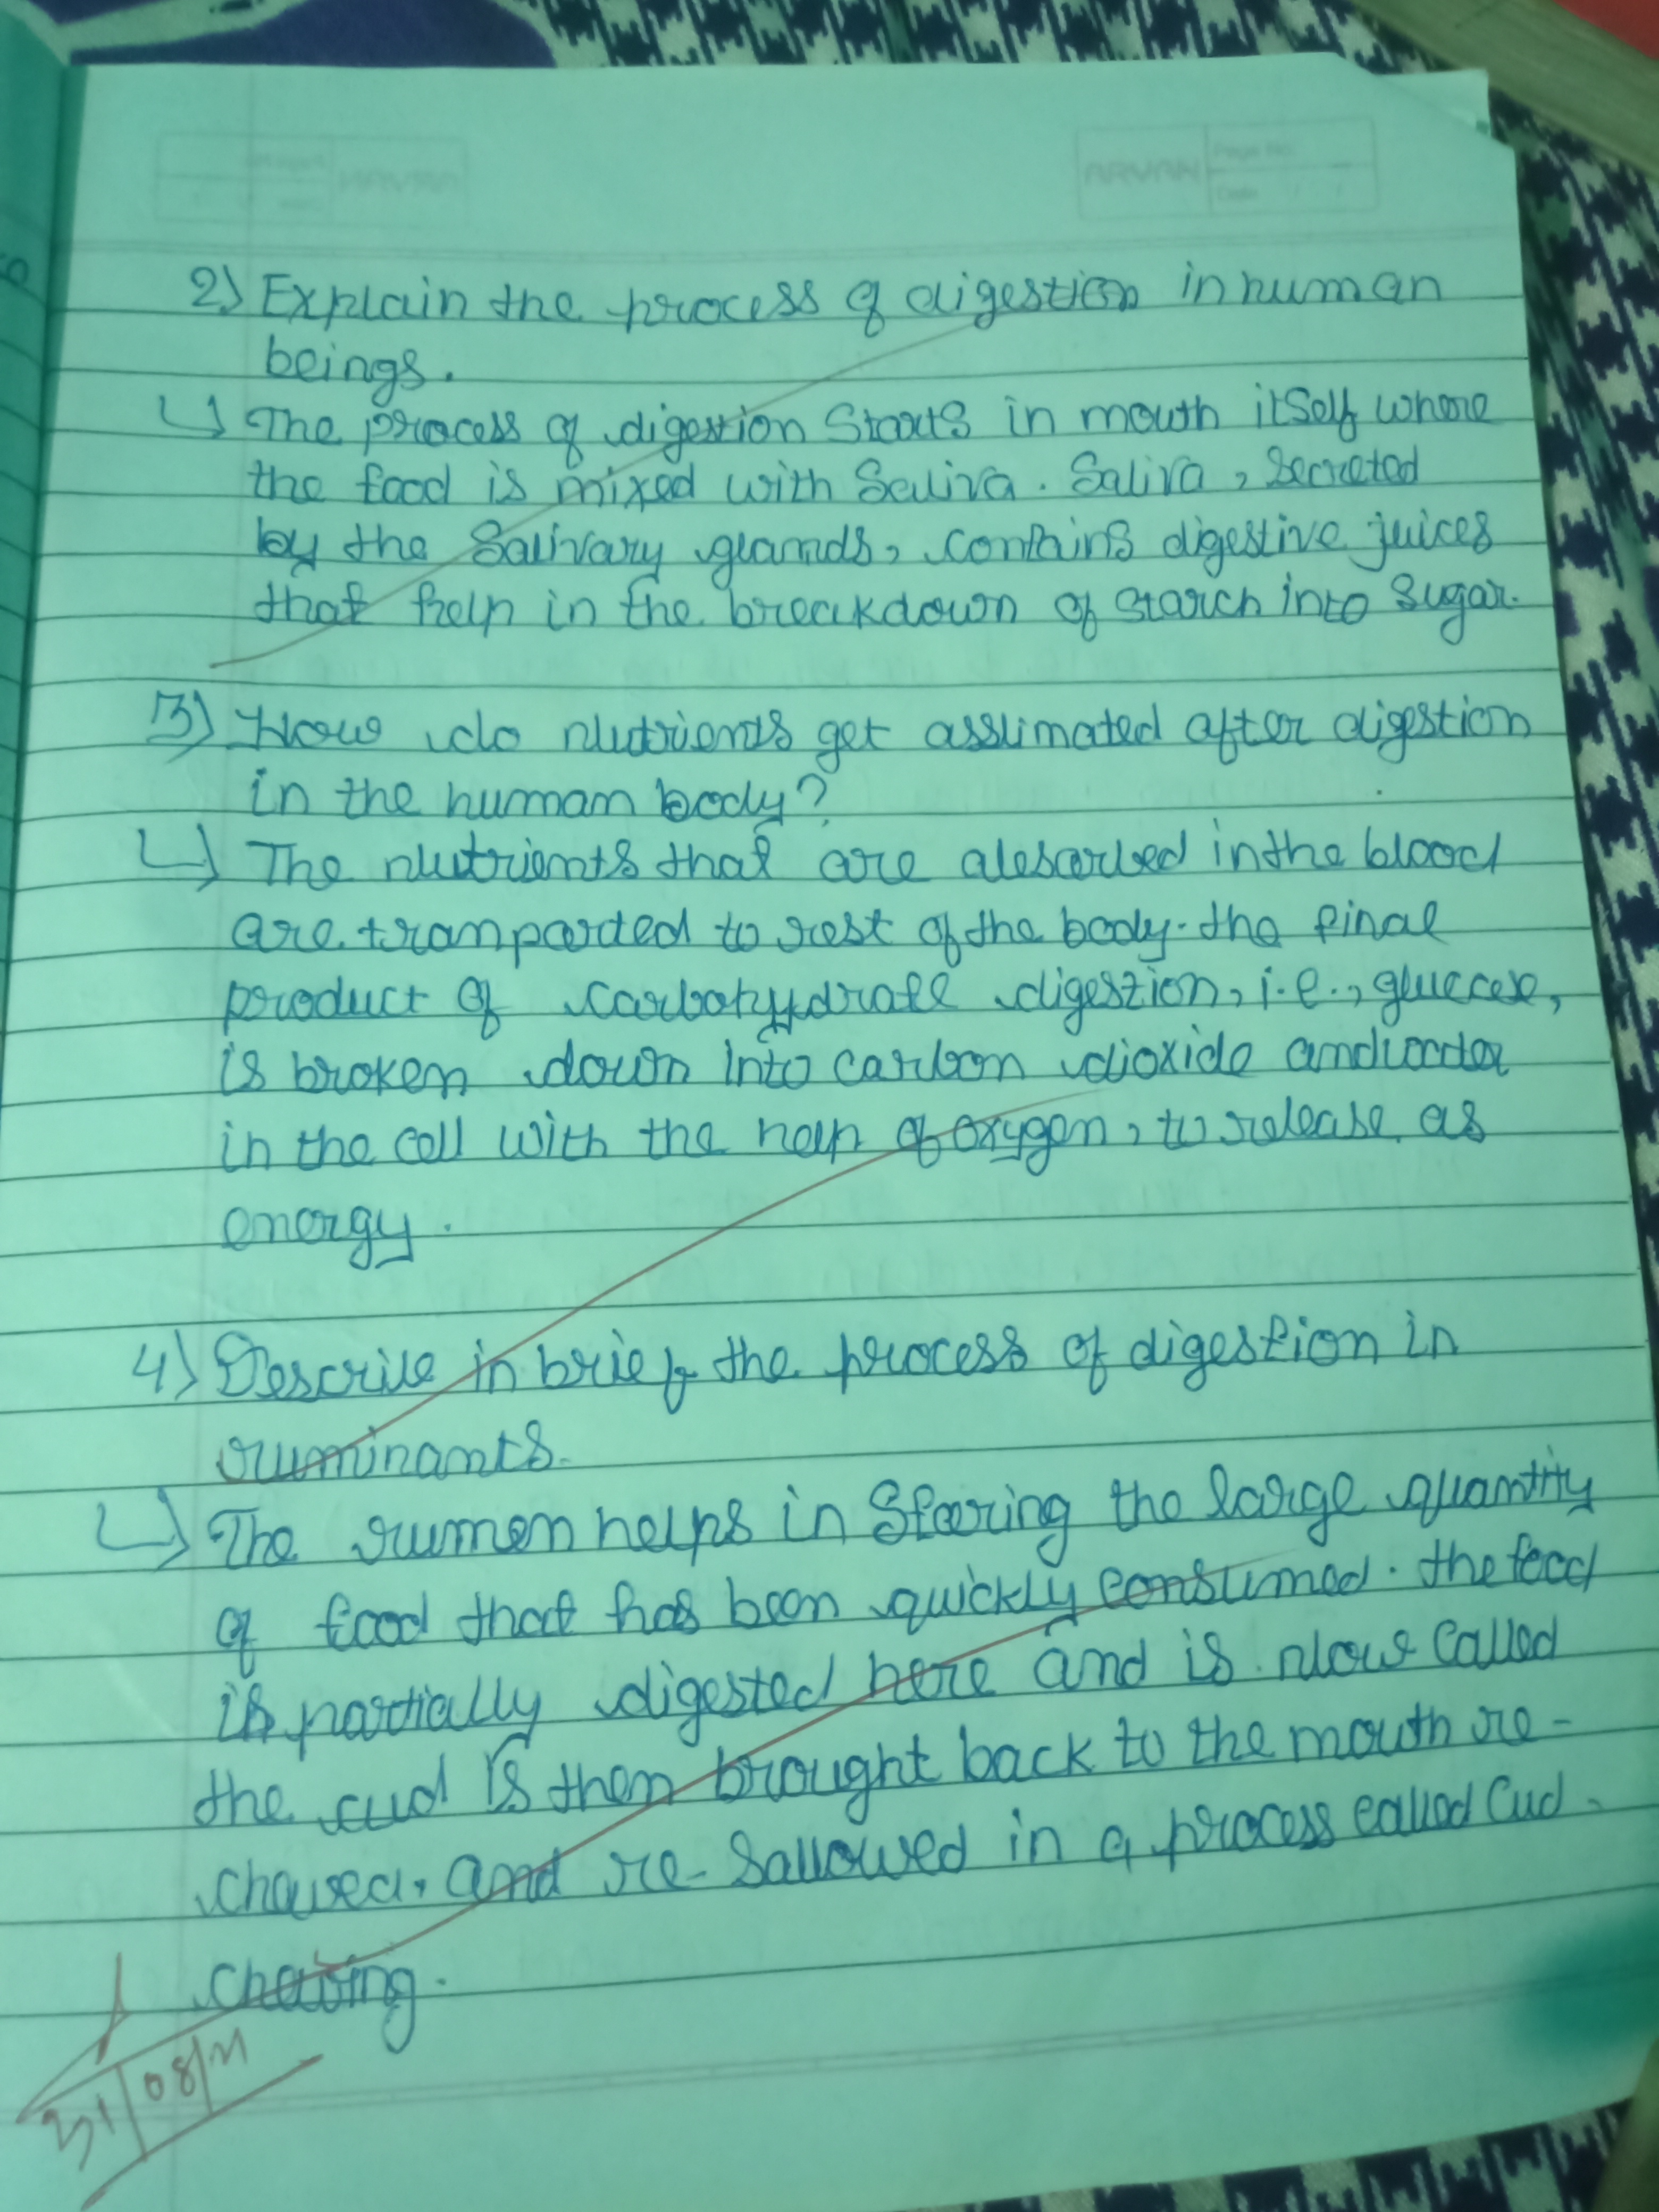 ARVAN Page No.
Date / /
2) Explain the process of digestion in human
beings.
↳ The process of digestion starts in mouth itself where
the food is mixed with Saliva. Saliva, secreted
by the Salivary glands, contains digestive juices
that help in the breakdown of starch into sugar.
3) How do nutrients get asslimated after digestion
in the human body?
↳ The nutrients that are abscarbed in the blood
are tranported to rest of the body. the final
product of carbohydrate digestion, i.e., gluecose,
is broken down into carbon dioxide and water
in the cell with the help of oxygen, to release as
energy.
4) Describe in brief the process of digestion in
ruminants.
↳ The rumen helps in storing the large quantity
of food that has been quickly consumed. the food
is partially digested here and is now called
the cud is then brought back to the mouth re-
chewed, and re-sallowed in a process called Cud-
chewing.
31/08/21